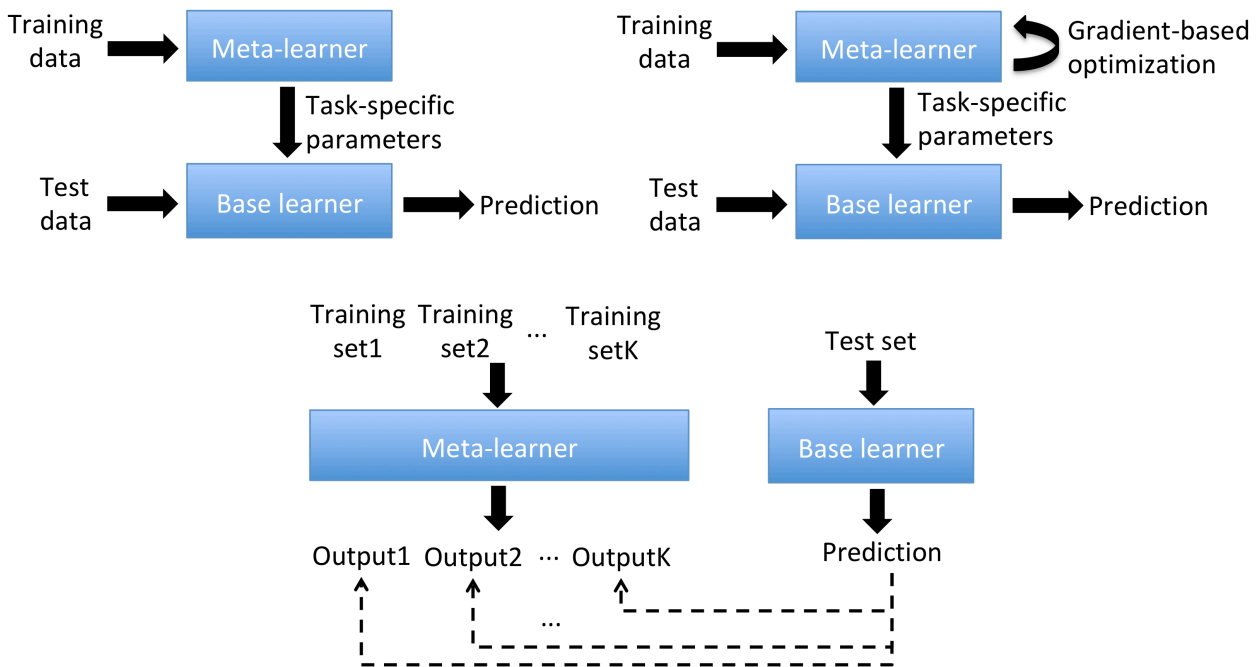 Training
data
Meta-learner
Task-specific
parameters
Test
data
Base learner
Prediction
Training
data
Meta-learner
Gradient-based
optimization
Task-specific
parameters
Test
data
Base learner
Prediction
Training
set1
Training
set2
...
Training
setK
Meta-learner
Output1
Output2
...
OutputK
...
Test set
Base learner
Prediction